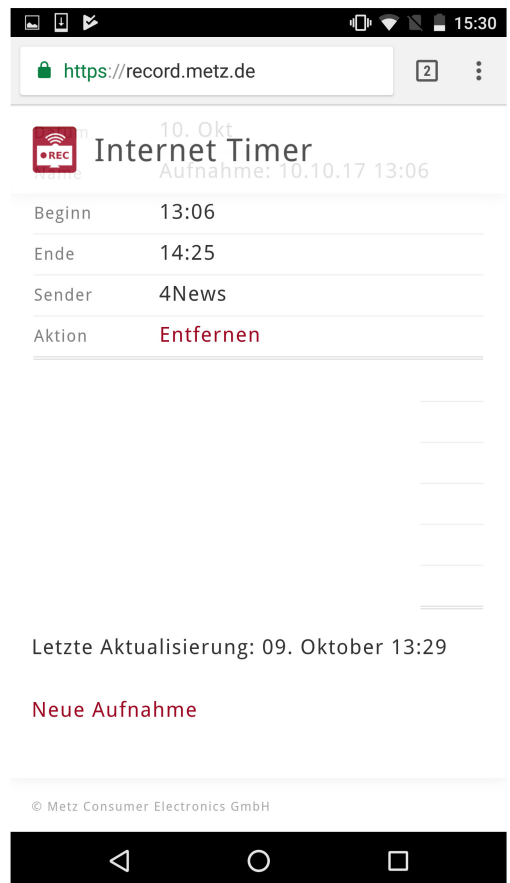 15:30
https://record.metz.de
2
Datum 10. Okt
REC
Internet Timer
Name Aufnahme: 10.10.17 13:06
Beginn 13:06
Ende 14:25
Sender 4News
Aktion Entfernen
Letzte Aktualisierung: 09. Oktober 13:29
Neue Aufnahme
© Metz Consumer Electronics GmbH